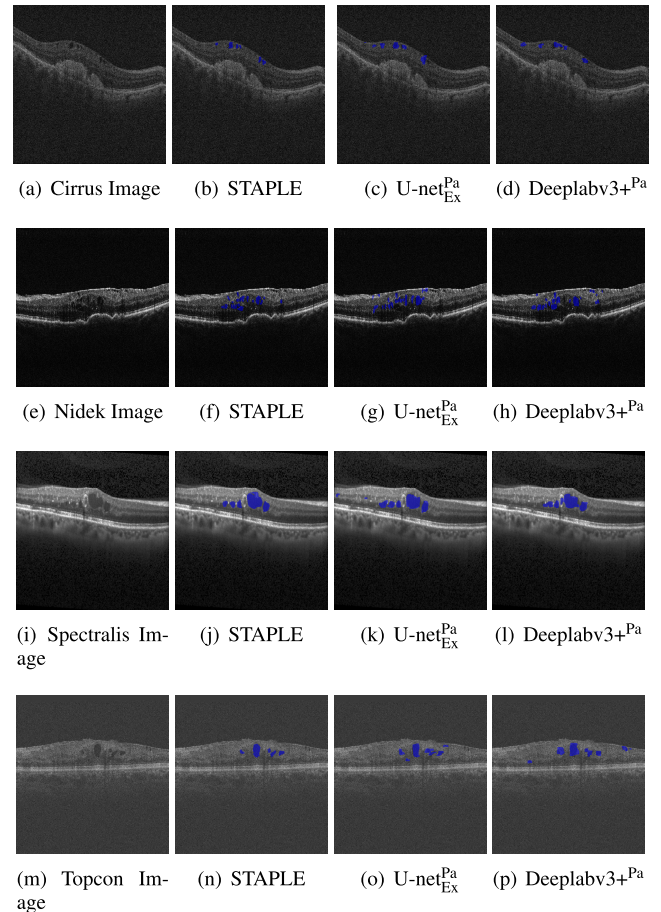 (a) Cirrus Image
(b) STAPLE
(c) U-net^Pa_Ex
(d) Deeplabv3+^Pa
(e) Nidek Image
(f) STAPLE
(g) U-net^Pa_Ex
(h) Deeplabv3+^Pa
(i) Spectralis Im-
age
(j) STAPLE
(k) U-net^Pa_Ex
(l) Deeplabv3+^Pa
(m) Topcon Im-
age
(n) STAPLE
(o) U-net^Pa_Ex
(p) Deeplabv3+^Pa